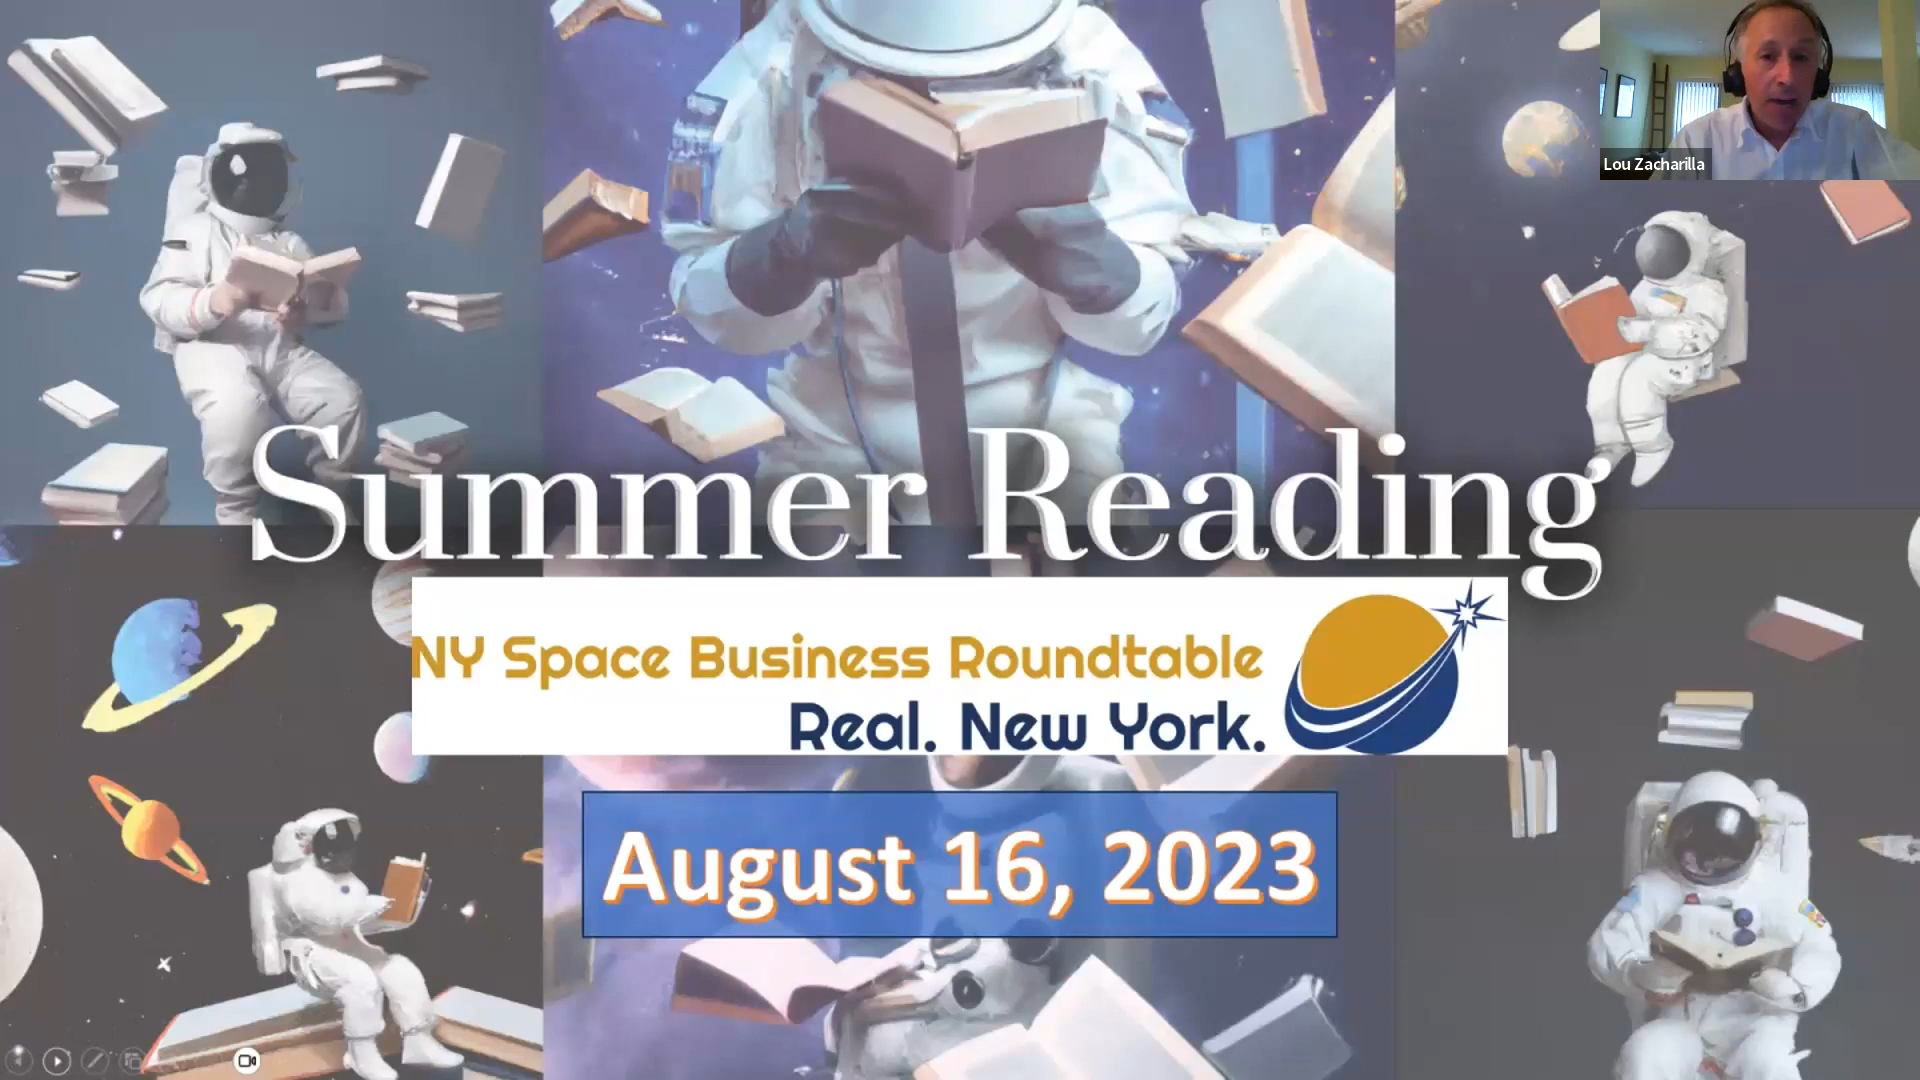 Lou Zacharilla
Summer Reading
NY Space Business Roundtable
Real. New York.
August 16, 2023